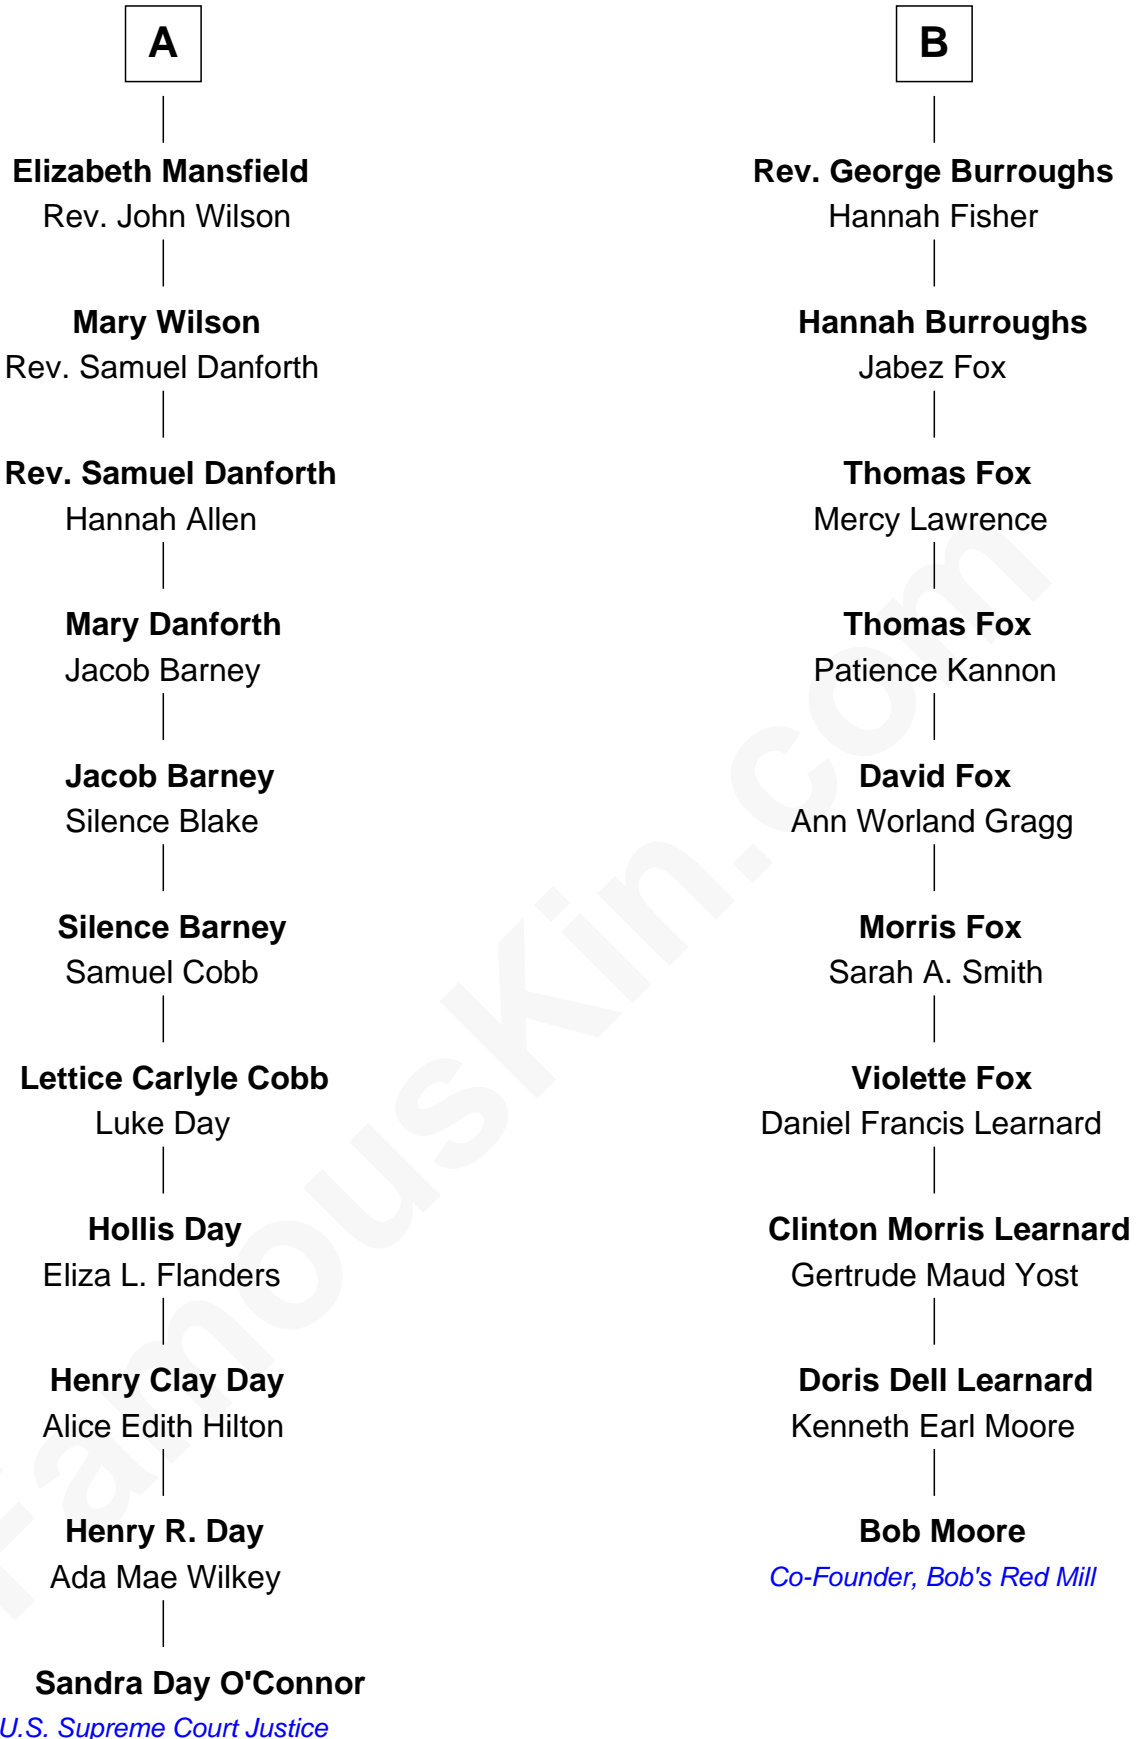 A
Elizabeth Mansfield
Rev. John Wilson
Mary Wilson
Rev. Samuel Danforth
Rev. Samuel Danforth
Hannah Allen
Mary Danforth
Jacob Barney
Jacob Barney
Silence Blake
Silence Barney
Samuel Cobb
Lettice Carlyle Cobb
Luke Day
Hollis Day
Eliza L. Flanders
Henry Clay Day
Alice Edith Hilton
Henry R. Day
Ada Mae Wilkey
Sandra Day O'Connor
U.S. Supreme Court Justice
B
Rev. George Burroughs
Hannah Fisher
Hannah Burroughs
Jabez Fox
Thomas Fox
Mercy Lawrence
Thomas Fox
Patience Kannon
David Fox
Ann Worland Gragg
Morris Fox
Sarah A. Smith
Violette Fox
Daniel Francis Learnard
Clinton Morris Learnard
Gertrude Maud Yost
Doris Dell Learnard
Kenneth Earl Moore
Bob Moore
Co-Founder, Bob's Red Mill
FamousKin.com